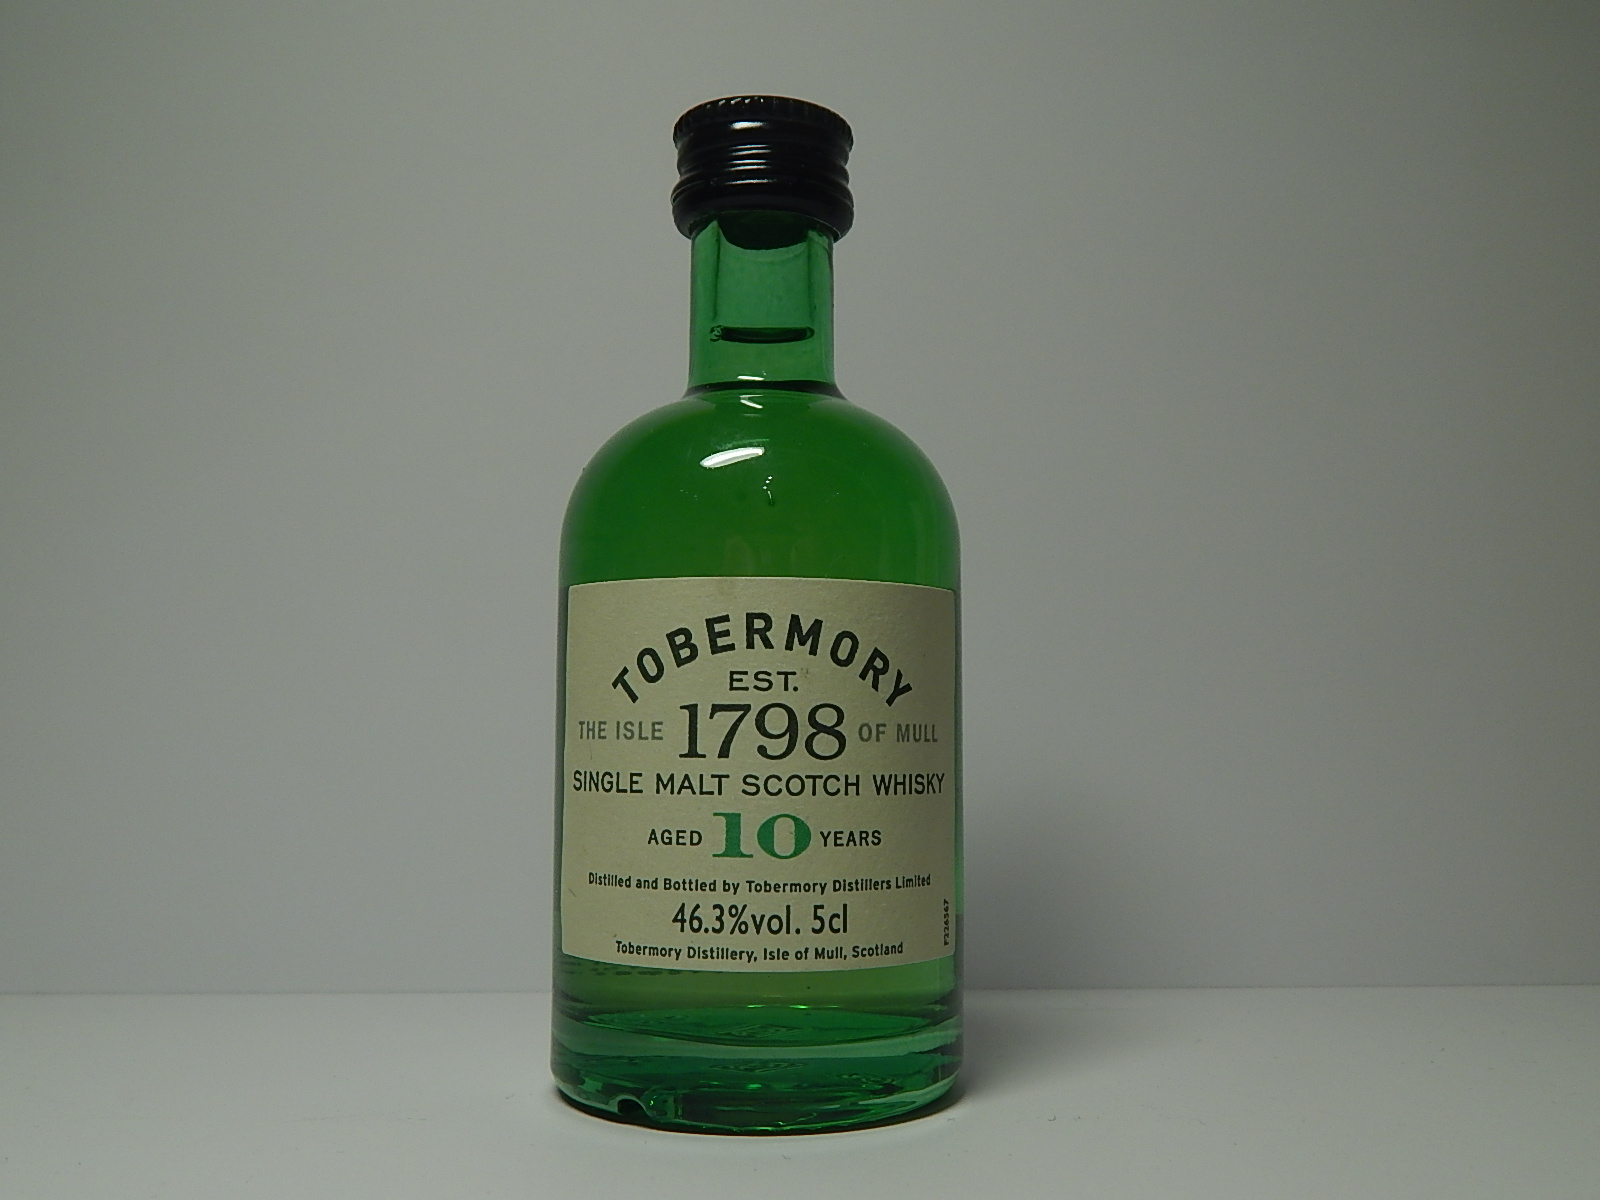 TOBERMORY
EST.
THE ISLE 1798 OF MULL
SINGLE MALT SCOTCH WHISKY
AGED 10 YEARS
Distilled and Bottled by Tobermory Distillers Limited
46.3%vol. 5cl
Tobermory Distillery, Isle of Mull, Scotland
P226367